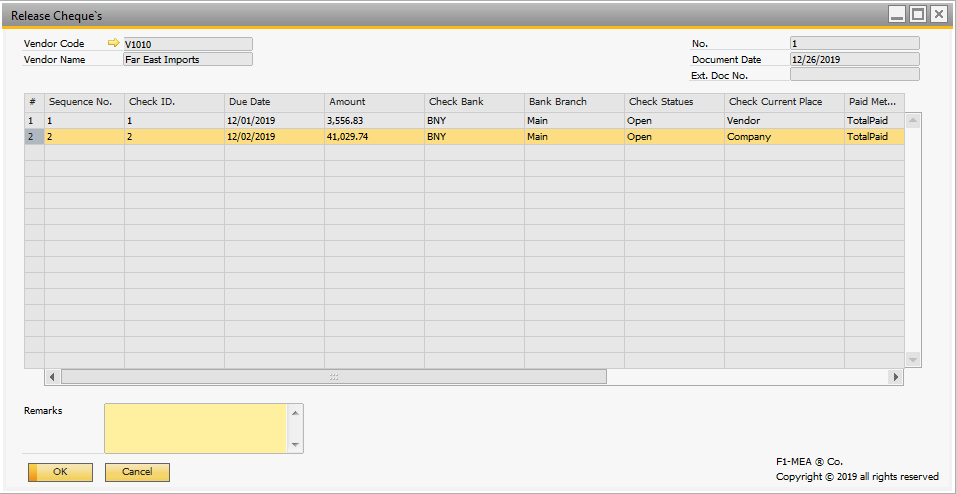 Release Cheque`s
Vendor Code V1010
Vendor Name Far East Imports
No. 1
Document Date 12/26/2019
Ext. Doc No.
# Sequence No. Check ID. Due Date Amount Check Bank Bank Branch Check Statues Check Current Place Paid Met...
1 1 1 12/01/2019 3,556.83 BNY Main Open Vendor TotalPaid
2 2 2 12/02/2019 41,029.74 BNY Main Open Company TotalPaid
Remarks
OK Cancel
F1-MEA ® Co.
Copyright © 2019 all rights reserved